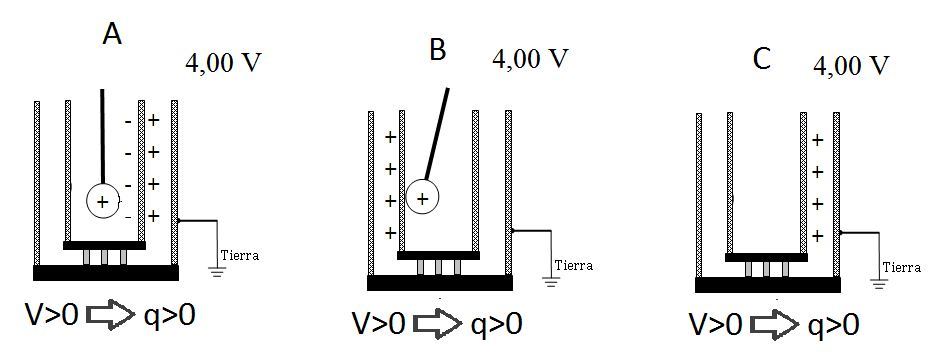 A
4,00 V
-
+
-
+
-
+
-
+
+
Tierra
V>0 ⇨ q>0
B
4,00 V
+
+
+
+
+
Tierra
V>0 ⇨ q>0
C
4,00 V
+
+
+
+
Tierra
V>0 ⇨ q>0